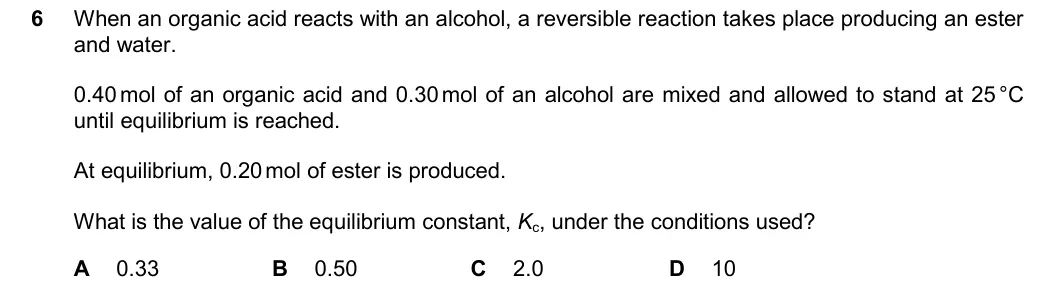 6 When an organic acid reacts with an alcohol, a reversible reaction takes place producing an ester
and water.
0.40 mol of an organic acid and 0.30 mol of an alcohol are mixed and allowed to stand at 25 °C
until equilibrium is reached.
At equilibrium, 0.20 mol of ester is produced.
What is the value of the equilibrium constant, Kc, under the conditions used?
A 0.33 B 0.50 C 2.0 D 10